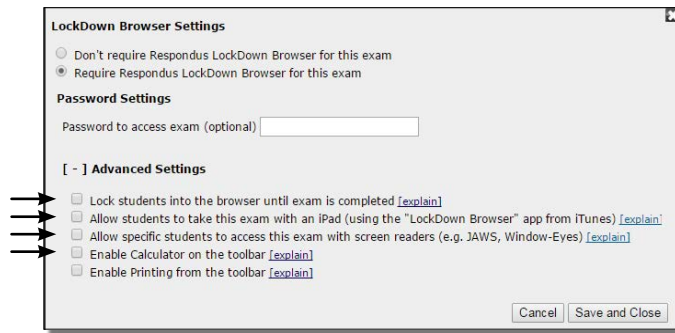 LockDown Browser Settings
Don't require Respondus LockDown Browser for this exam
Require Respondus LockDown Browser for this exam
Password Settings
Password to access exam (optional)
[ - ] Advanced Settings
Lock students into the browser until exam is completed [explain]
Allow students to take this exam with an iPad (using the "LockDown Browser" app from iTunes) [explain]
Allow specific students to access this exam with screen readers (e.g. JAWS, Window-Eyes) [explain]
Enable Calculator on the toolbar [explain]
Enable Printing from the toolbar [explain]
Cancel Save and Close